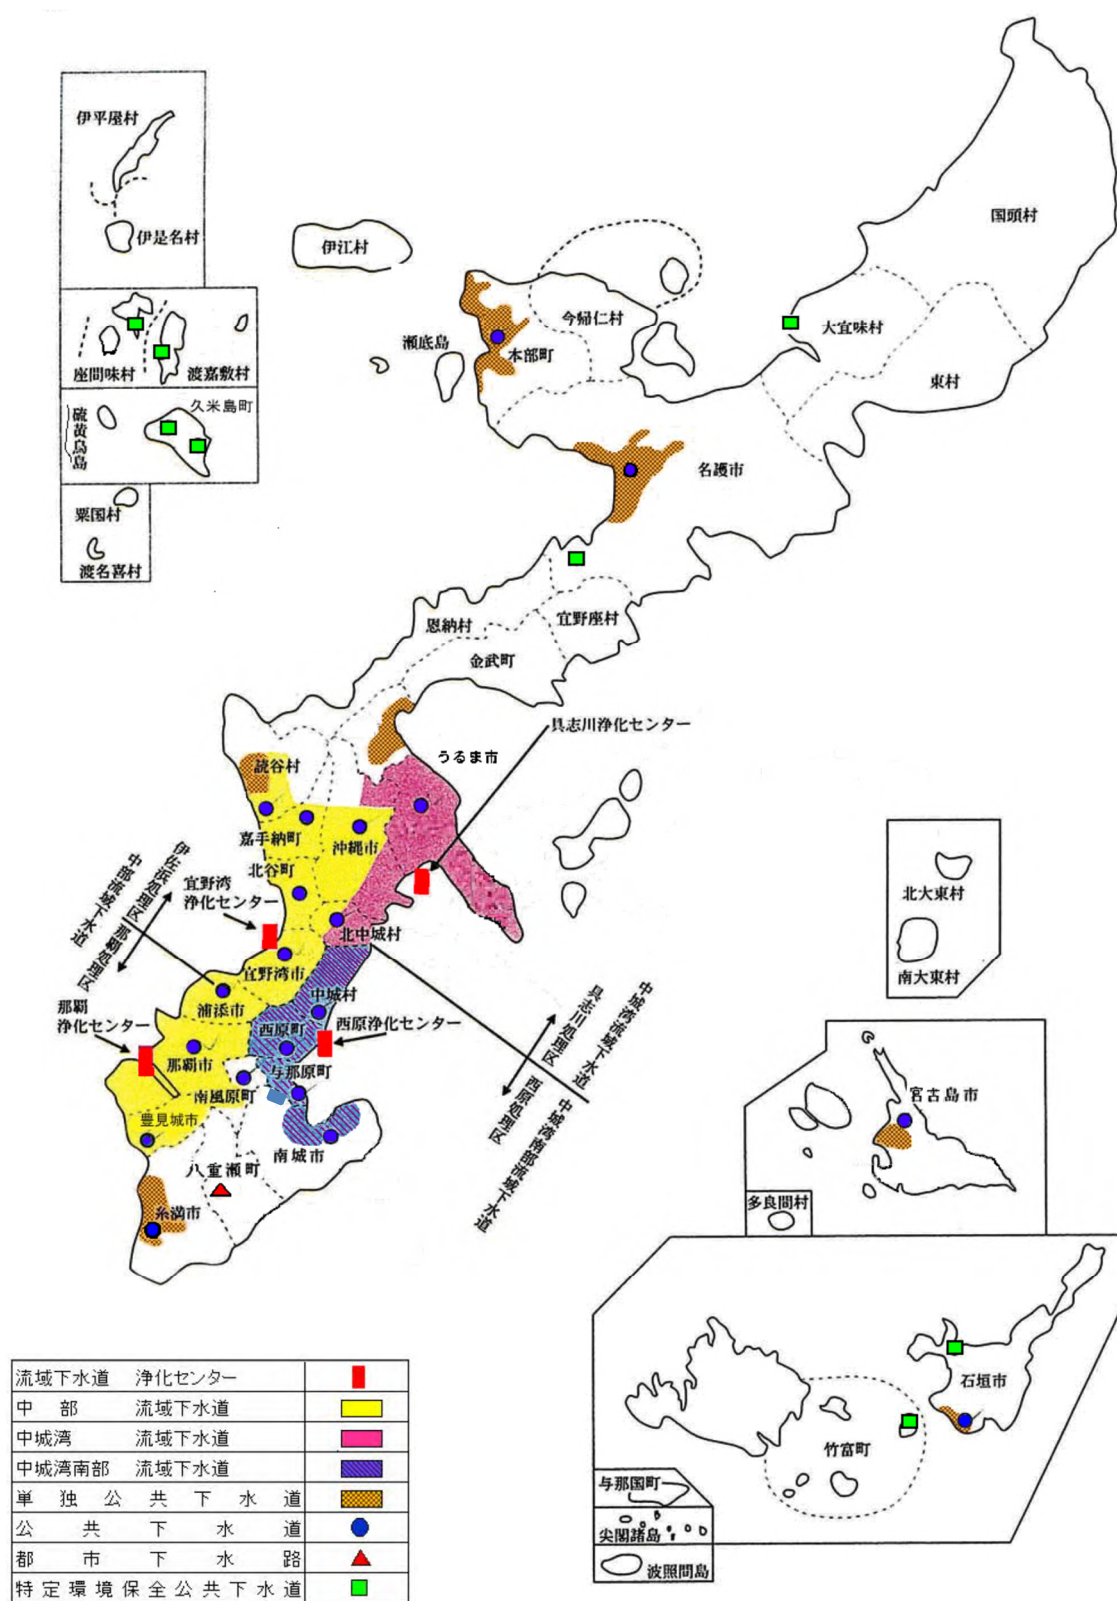 伊平屋村
伊是名村
伊江村
国頭村
今帰仁村
大宜味村
瀬底島
本部町
東村
座間味村
渡嘉敷村
久米島町
硫黄鳥島
名護市
粟国村
渡名喜村
恩納村
宜野座村
金武町
具志川浄化センター
うるま市
読谷村
嘉手納町
沖縄市
北谷町
伊佐浜処理区
那覇処理区
中部流域下水道
宜野湾
浄化センター
北中城村
北大東村
南大東村
宜野湾市
中城村
浦添市
西原町
西原浄化センター
那覇
浄化センター
那覇市
与那原町
南風原町
中城湾流域下水道
具志川処理区
西原処理区
中城湾南部流域下水道
豊見城市
南城市
八重瀬町
糸満市
宮古島市
多良間村
石垣市
竹富町
与那国町
尖閣諸島
波照間島
流域下水道 浄化センター
中部 流域下水道
中城湾 流域下水道
中城湾南部 流域下水道
単独公共下水道
公共下水道
都市下水路
特定環境保全公共下水道